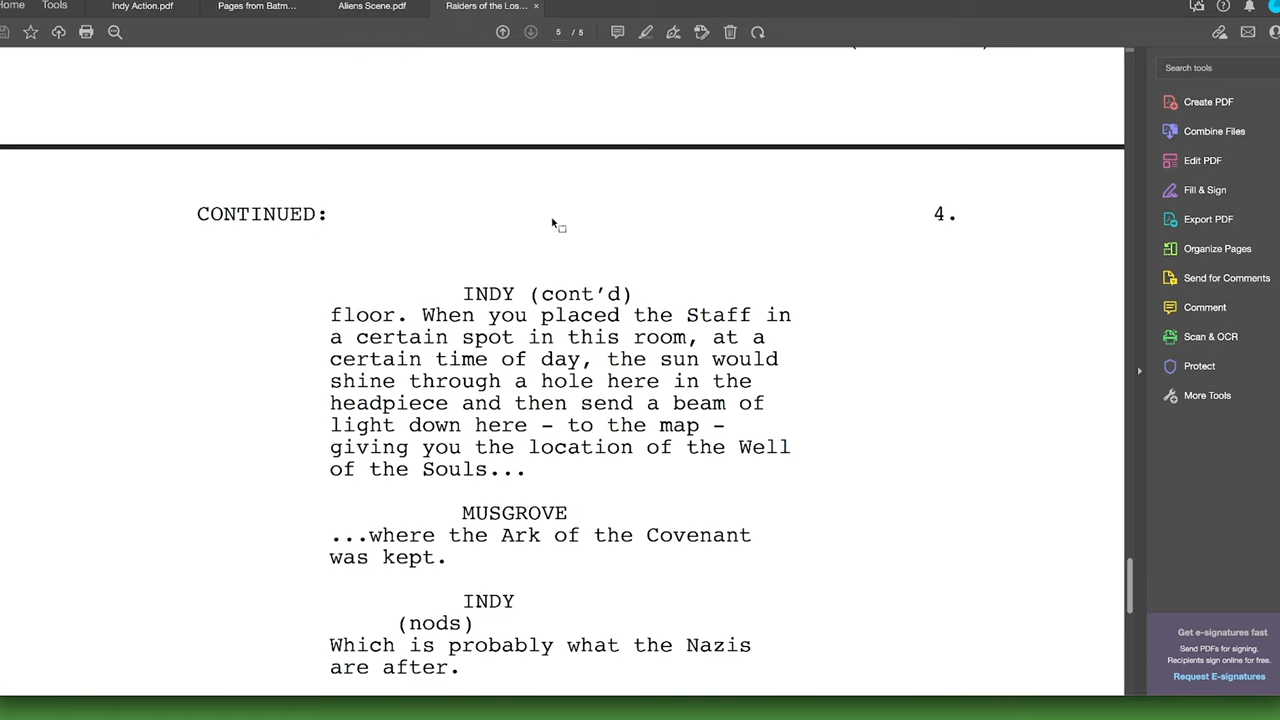 Home
Tools
Indy Action.pdf
Pages from Batm...
Aliens Scene.pdf
Raiders of the Los...
×
5 / 5
Search tools
Create PDF
Combine Files
Edit PDF
Fill & Sign
Export PDF
Organize Pages
Send for Comments
Comment
Scan & OCR
Protect
More Tools
Get e-signatures fast
Send PDFs for signing.
Recipients sign online for free.
Request E-signatures
CONTINUED: 4.
INDY (cont'd)
floor. When you placed the Staff in
a certain spot in this room, at a
certain time of day, the sun would
shine through a hole here in the
headpiece and then send a beam of
light down here - to the map -
giving you the location of the Well
of the Souls...
MUSGROVE
...where the Ark of the Covenant
was kept.
INDY
(nods)
Which is probably what the Nazis
are after.